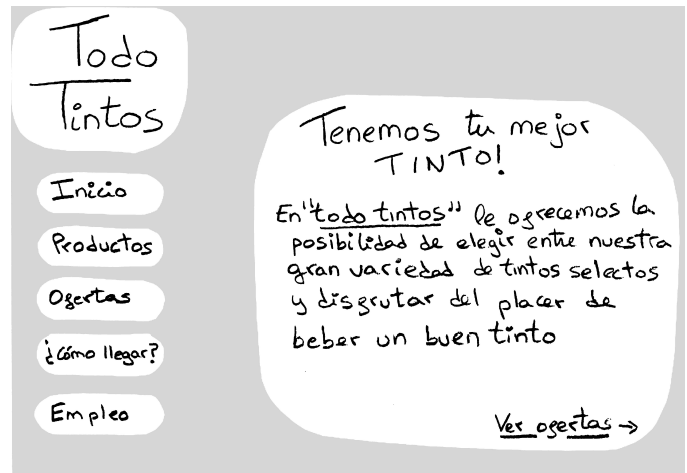 Todo
Tintos
Inicio
Productos
Ofertas
¿Cómo llegar?
Empleo
Tenemos tu mejor
TINTO!
En "todo tintos" le ofrecemos la
posibilidad de elegir entre nuestra
gran variedad de tintos selectos
y disfrutar del placer de
beber un buen tinto
Ver ofertas →